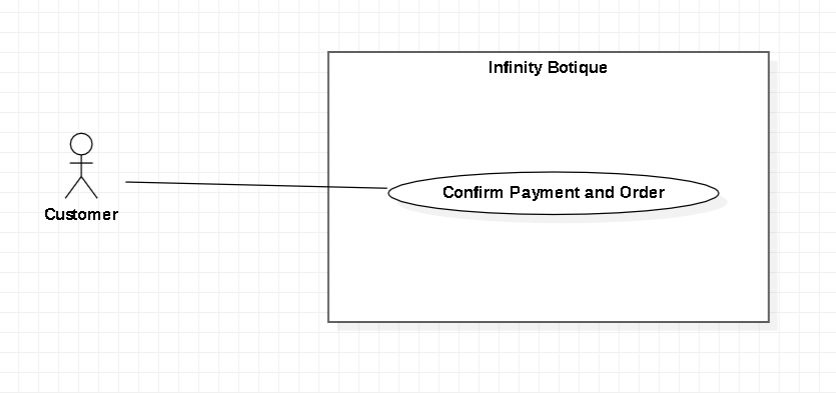 Infinity Botique
Confirm Payment and Order
Customer